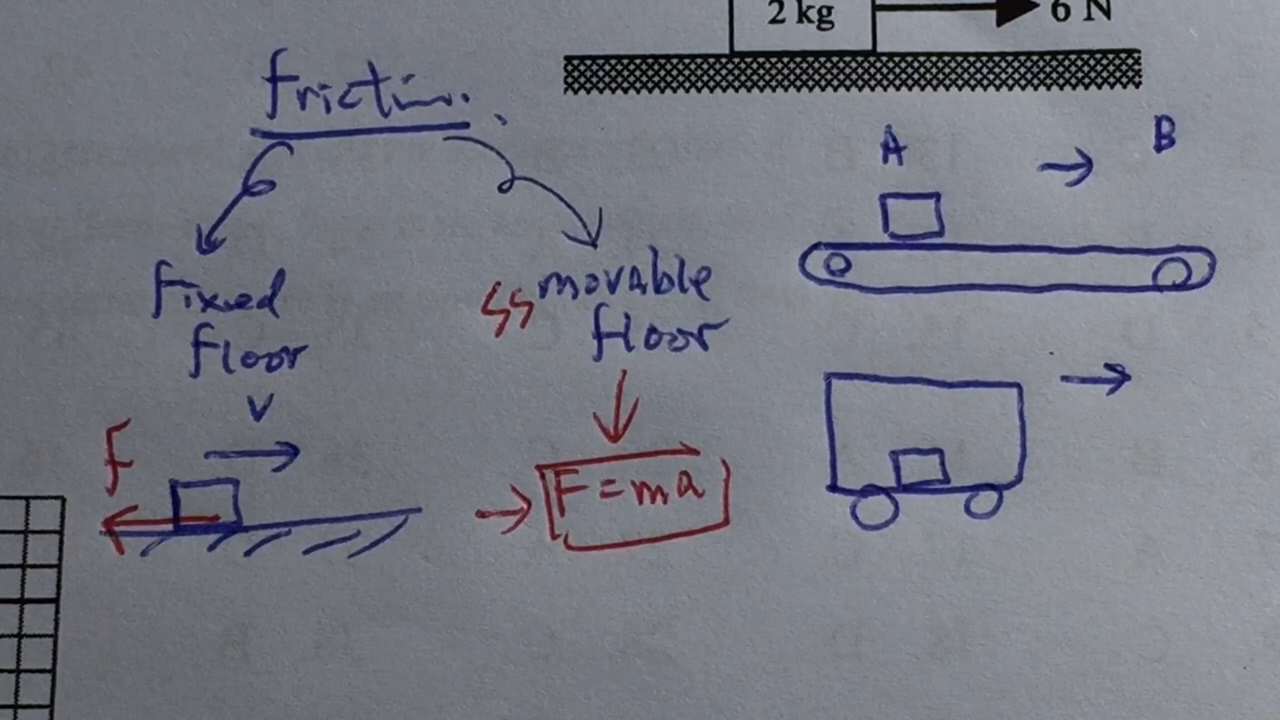 2 kg 6 N
friction.
A B
fixed
floor
movable
floor
V
F
F = ma